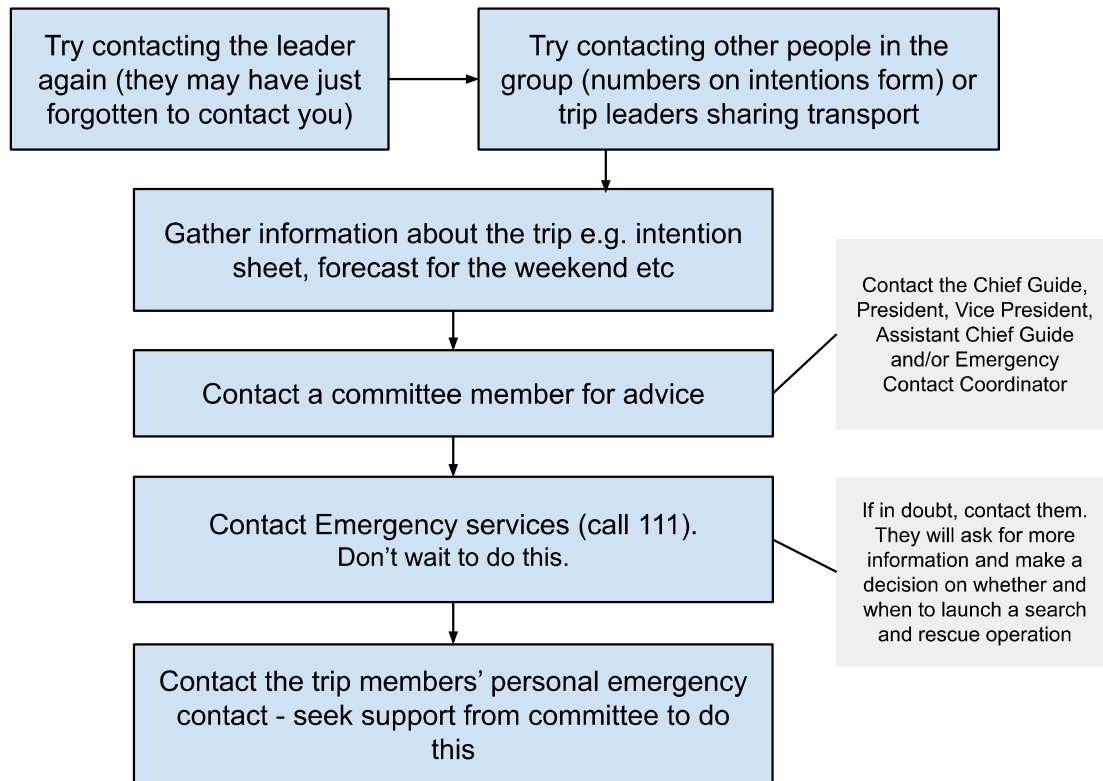 Try contacting the leader
again (they may have just
forgotten to contact you)
Try contacting other people in the
group (numbers on intentions form) or
trip leaders sharing transport
Gather information about the trip e.g. intention
sheet, forecast for the weekend etc
Contact the Chief Guide,
President, Vice President,
Assistant Chief Guide
and/or Emergency
Contact Coordinator
Contact a committee member for advice
Contact Emergency services (call 111).
Don’t wait to do this.
If in doubt, contact them.
They will ask for more
information and make a
decision on whether and
when to launch a search
and rescue operation
Contact the trip members’ personal emergency
contact - seek support from committee to do
this